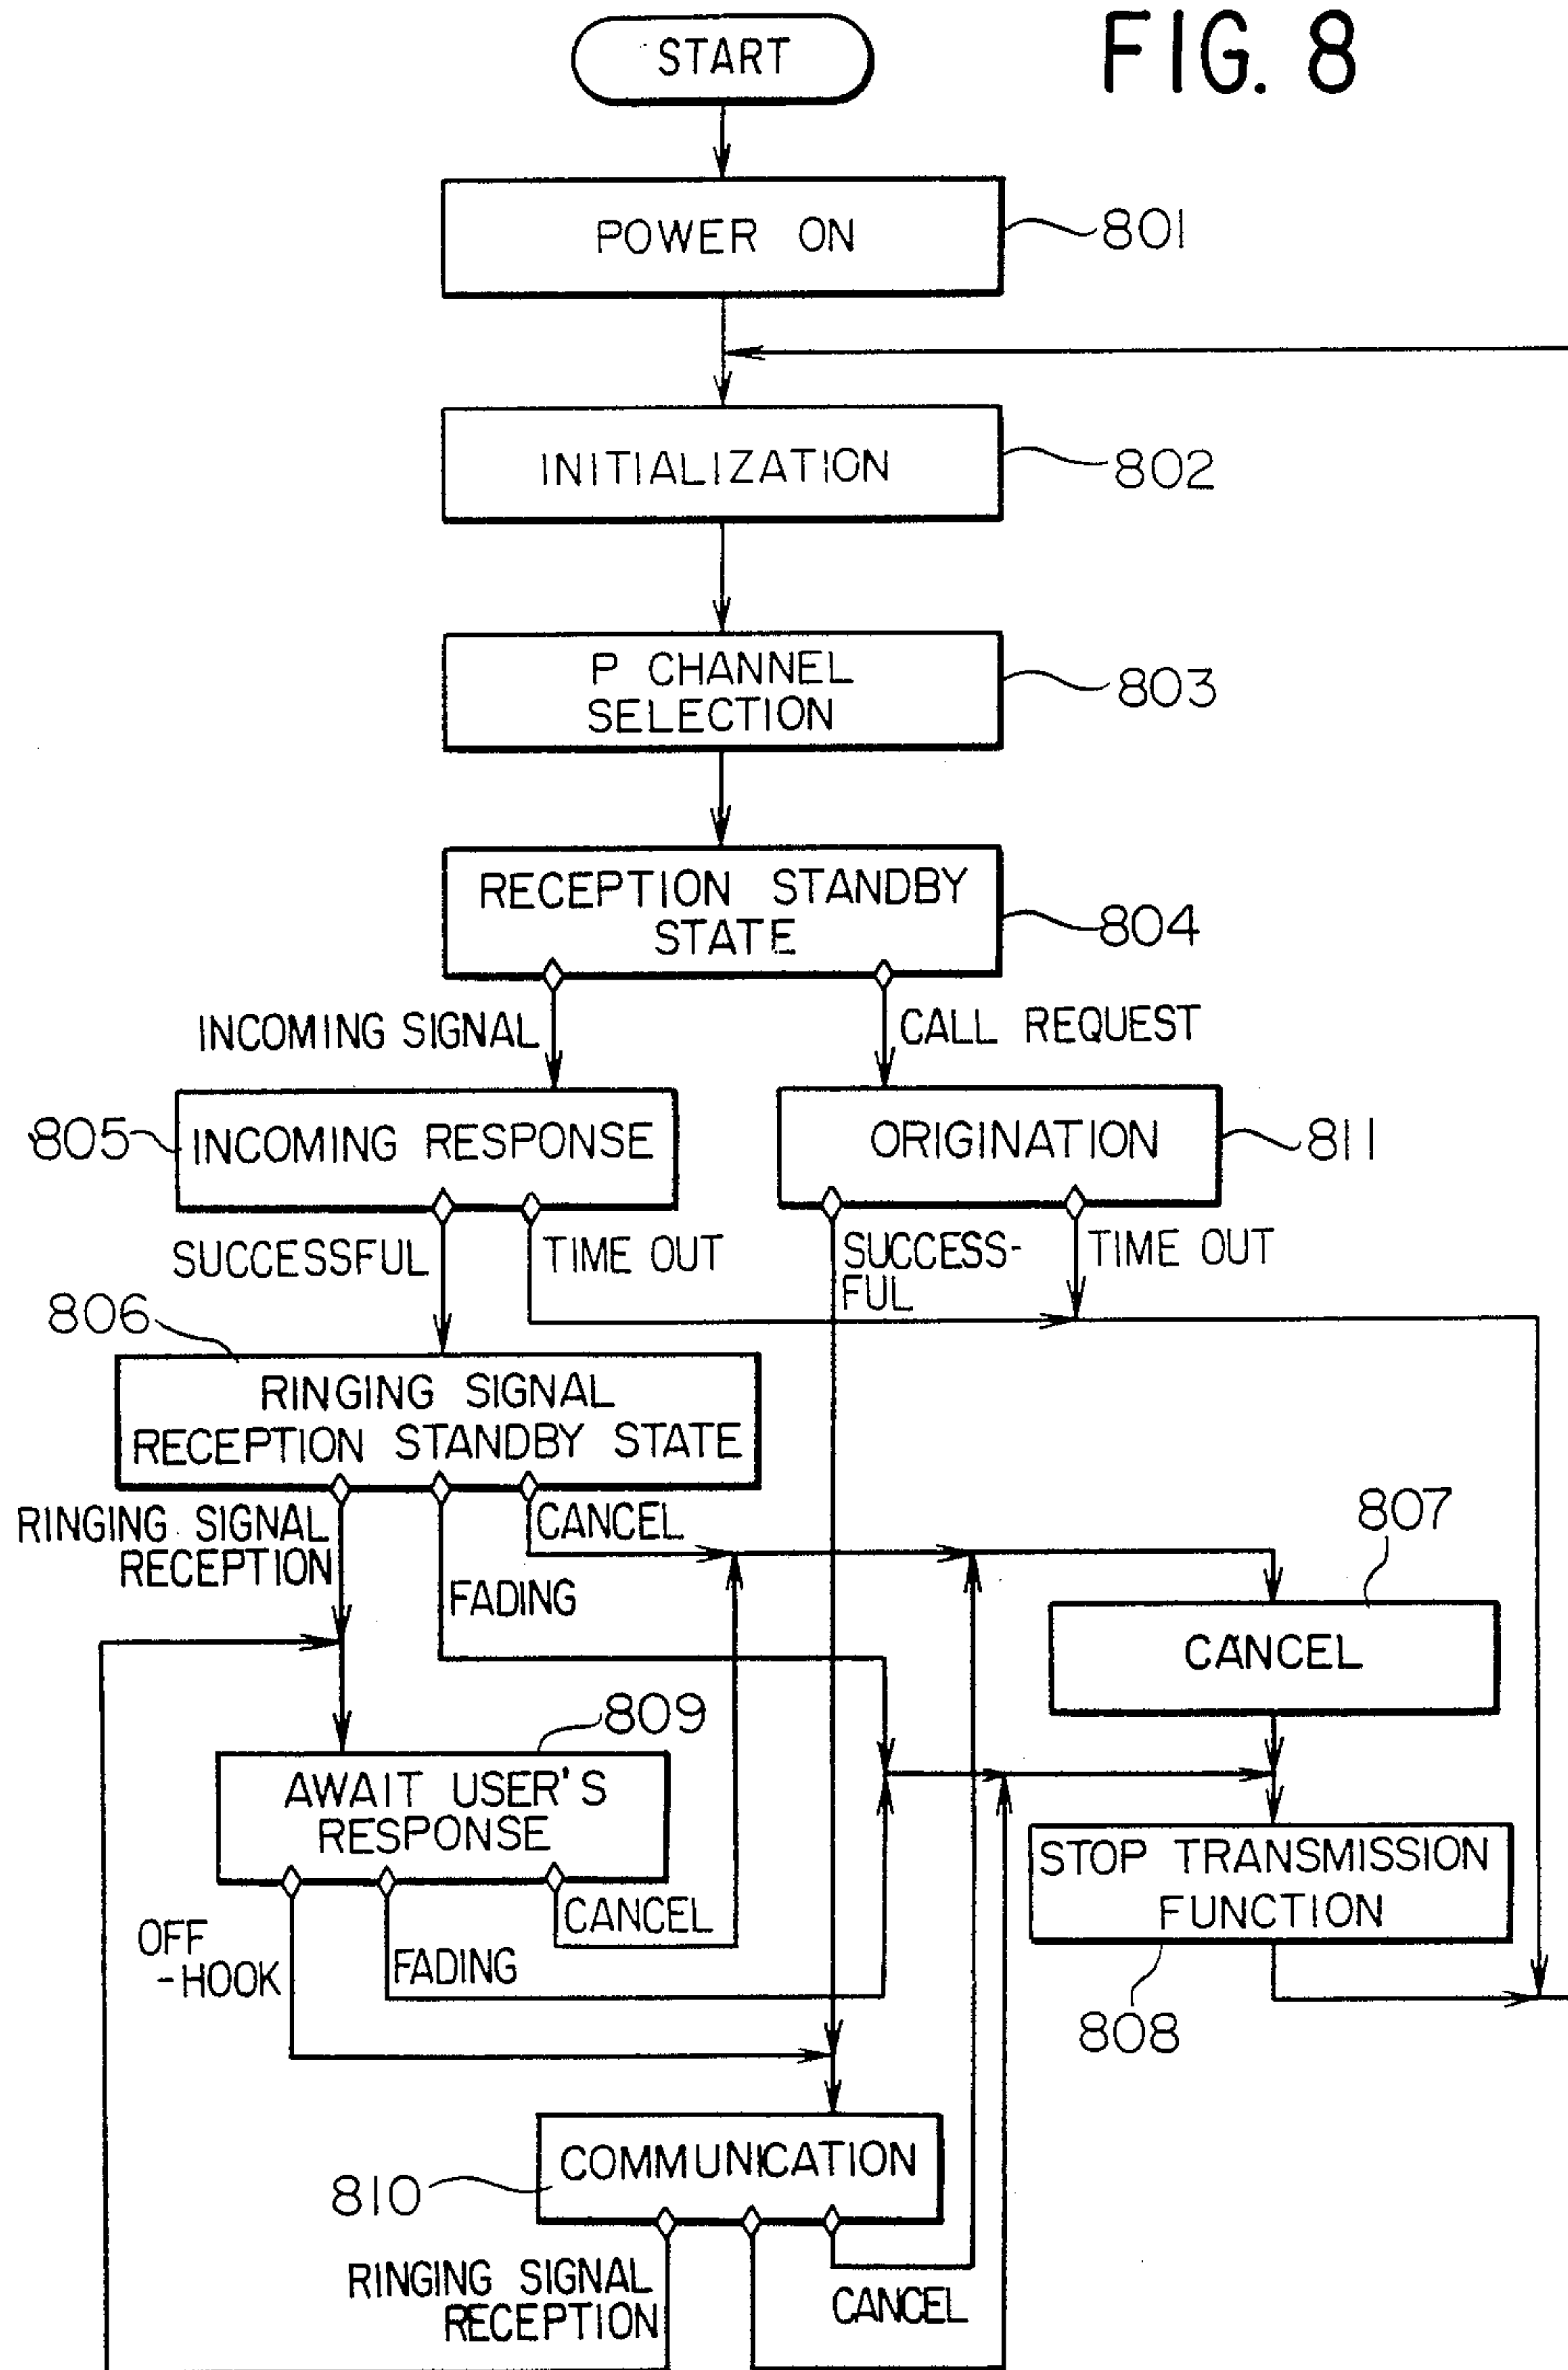 FIG. 8
START
POWER ON
801
INITIALIZATION
802
P CHANNEL
SELECTION
803
RECEPTION STANDBY
STATE
804
INCOMING SIGNAL
CALL REQUEST
805
INCOMING RESPONSE
ORIGINATION
811
SUCCESSFUL
TIME OUT
SUCCESS-
FUL
TIME OUT
806
RINGING SIGNAL
RECEPTION STANDBY STATE
RINGING SIGNAL
RECEPTION
FADING
CANCEL
807
CANCEL
809
AWAIT USER'S
RESPONSE
STOP TRANSMISSION
FUNCTION
808
OFF
-HOOK
FADING
CANCEL
COMMUNICATION
810
RINGING SIGNAL
RECEPTION
CANCEL